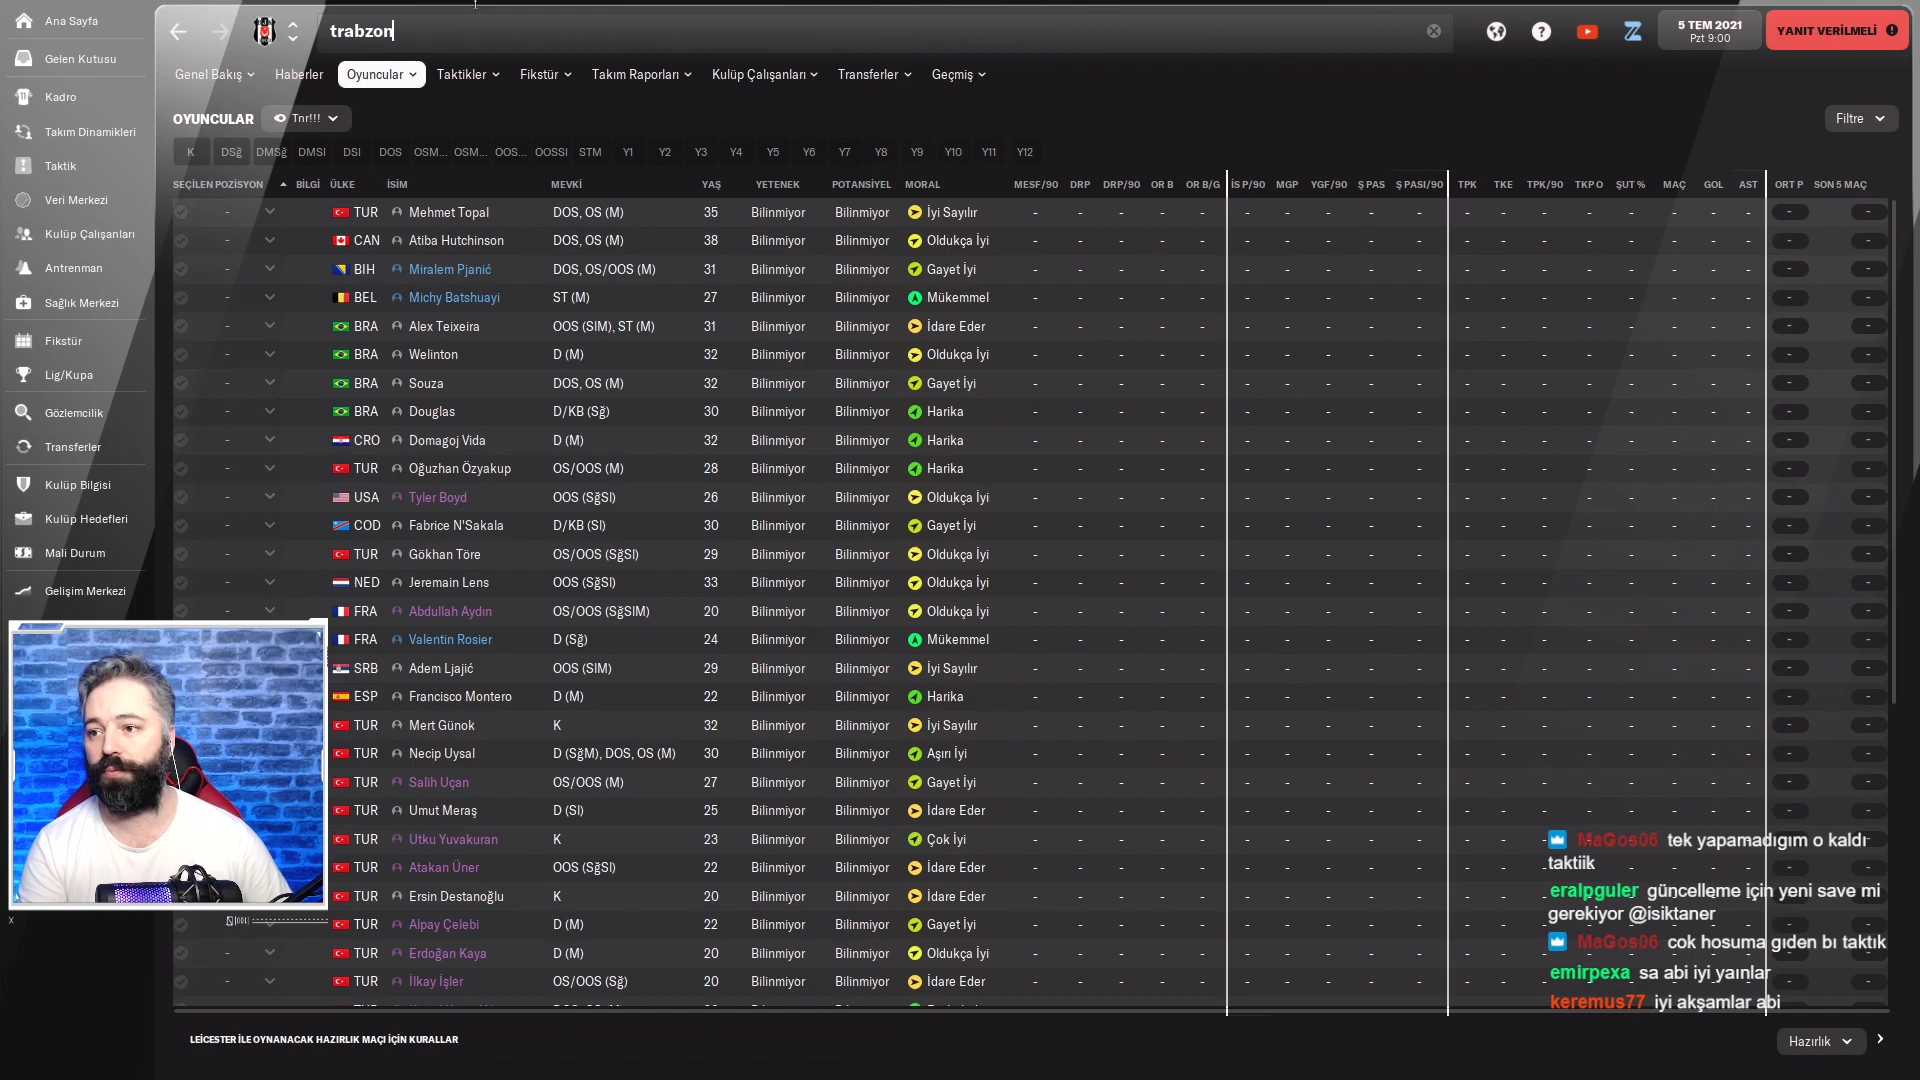 Ana Sayfa
Gelen Kutusu
Kadro
Takım Dinamikleri
Taktik
Veri Merkezi
Kulüp Çalışanları
Antrenman
Sağlık Merkezi
Fikstür
Lig/Kupa
Gözlemcilik
Transferler
Kulüp Bilgisi
Kulüp Hedefleri
Mali Durum
Gelişim Merkezi
trabzon
5 TEM 2021
Pzt 9:00
YANIT VERİLMELİ
Genel Bakış Haberler Oyuncular Taktikler Fikstür Takım Raporları Kulüp Çalışanları Transferler Geçmiş
OYUNCULAR Tnr!!! Filtre
K DSğ DMSğ DMSl DSl DOS OSM... OSM... OOS... OOSSl STM Y1 Y2 Y3 Y4 Y5 Y6 Y7 Y8 Y9 Y10 Y11 Y12
SEÇİLEN POZİSYON BİLGİ ÜLKE İSİM MEVKİ YAŞ YETENEK POTANSİYEL MORAL MESF/90 DRP DRP/90 OR B OR B/G İS P/90 MGP YGF/90 Ş PAS Ş PASI/90 TPK TKE TPK/90 TKP O ŞUT % MAÇ GOL AST ORT P SON 5 MAÇ
TUR Mehmet Topal DOS, OS (M) 35 Bilinmiyor Bilinmiyor İyi Sayılır
CAN Atiba Hutchinson DOS, OS (M) 38 Bilinmiyor Bilinmiyor Oldukça İyi
BIH Miralem Pjanić DOS, OS/OOS (M) 31 Bilinmiyor Bilinmiyor Gayet İyi
BEL Michy Batshuayi ST (M) 27 Bilinmiyor Bilinmiyor Mükemmel
BRA Alex Teixeira OOS (SlM), ST (M) 31 Bilinmiyor Bilinmiyor İdare Eder
BRA Welinton D (M) 32 Bilinmiyor Bilinmiyor Oldukça İyi
BRA Souza DOS, OS (M) 32 Bilinmiyor Bilinmiyor Gayet İyi
BRA Douglas D/KB (Sğ) 30 Bilinmiyor Bilinmiyor Harika
CRO Domagoj Vida D (M) 32 Bilinmiyor Bilinmiyor Harika
TUR Oğuzhan Özyakup OS/OOS (M) 28 Bilinmiyor Bilinmiyor Harika
USA Tyler Boyd OOS (SğSl) 26 Bilinmiyor Bilinmiyor Oldukça İyi
COD Fabrice N'Sakala D/KB (Sl) 30 Bilinmiyor Bilinmiyor Gayet İyi
TUR Gökhan Töre OS/OOS (SğSl) 29 Bilinmiyor Bilinmiyor Oldukça İyi
NED Jeremain Lens OOS (SğSl) 33 Bilinmiyor Bilinmiyor Oldukça İyi
FRA Abdullah Aydın OS/OOS (SğSlM) 20 Bilinmiyor Bilinmiyor Oldukça İyi
FRA Valentin Rosier D (Sğ) 24 Bilinmiyor Bilinmiyor Mükemmel
SRB Adem Ljajić OOS (SlM) 29 Bilinmiyor Bilinmiyor İyi Sayılır
ESP Francisco Montero D (M) 22 Bilinmiyor Bilinmiyor Harika
TUR Mert Günok K 32 Bilinmiyor Bilinmiyor İyi Sayılır
TUR Necip Uysal D (SğM), DOS, OS (M) 30 Bilinmiyor Bilinmiyor Aşırı İyi
TUR Salih Uçan OS/OOS (M) 27 Bilinmiyor Bilinmiyor Gayet İyi
TUR Umut Meraş D (Sl) 25 Bilinmiyor Bilinmiyor İdare Eder
TUR Utku Yuvakuran K 23 Bilinmiyor Bilinmiyor Çok İyi
TUR Atakan Üner OOS (SğSl) 22 Bilinmiyor Bilinmiyor İdare Eder
TUR Ersin Destanoğlu K 20 Bilinmiyor Bilinmiyor İdare Eder
TUR Alpay Çelebi D (M) 22 Bilinmiyor Bilinmiyor Gayet İyi
TUR Erdoğan Kaya D (M) 20 Bilinmiyor Bilinmiyor Oldukça İyi
TUR İlkay İşler OS/OOS (Sğ) 20 Bilinmiyor Bilinmiyor İdare Eder
MaGos06 tek yapamadıgım o kaldı
taktiik
eralpguler güncelleme için yeni save mi
gerekiyor @isiktaner
MaGos06 cok hosuma gıden bı taktık
emirpexa sa abi iyi yaınlar
keremus77 iyi akşamlar abi
LEİCESTER İLE OYNANACAK HAZIRLIK MAÇI İÇİN KURALLAR
Hazırlık